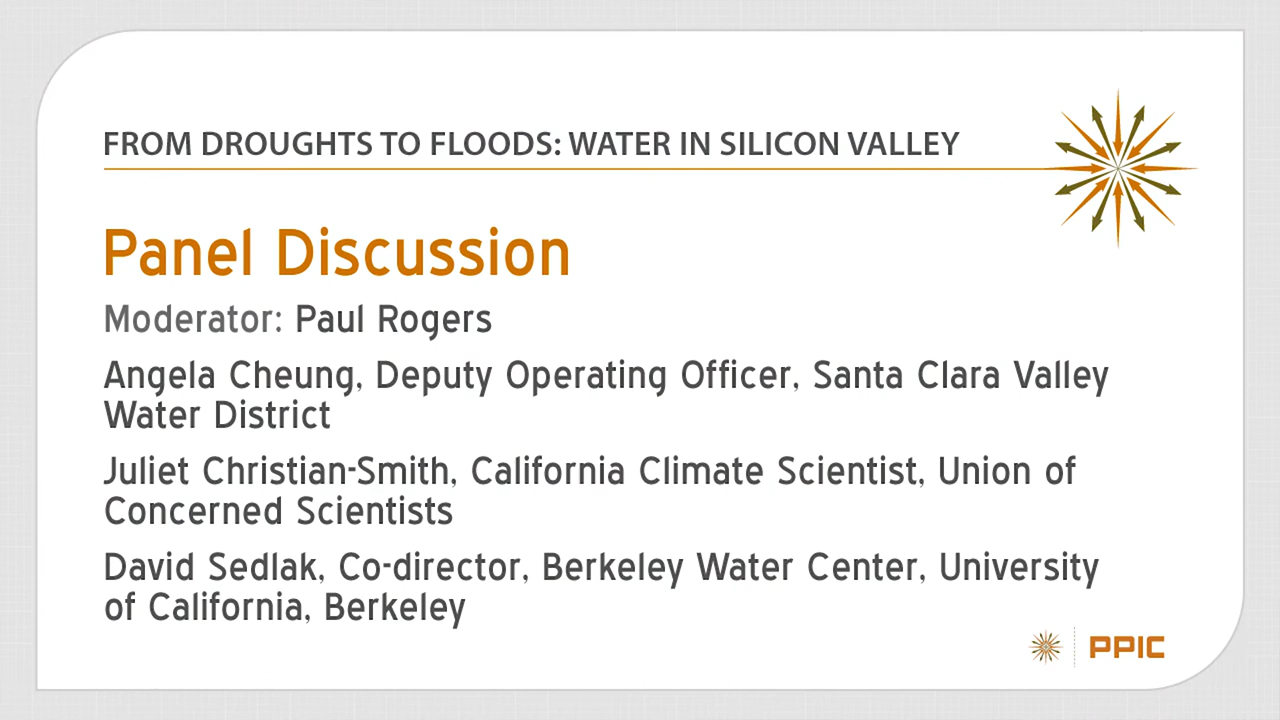 FROM DROUGHTS TO FLOODS: WATER IN SILICON VALLEY
Panel Discussion
Moderator: Paul Rogers
Angela Cheung, Deputy Operating Officer, Santa Clara Valley
Water District
Juliet Christian-Smith, California Climate Scientist, Union of
Concerned Scientists
David Sedlak, Co-director, Berkeley Water Center, University
of California, Berkeley
PPIC